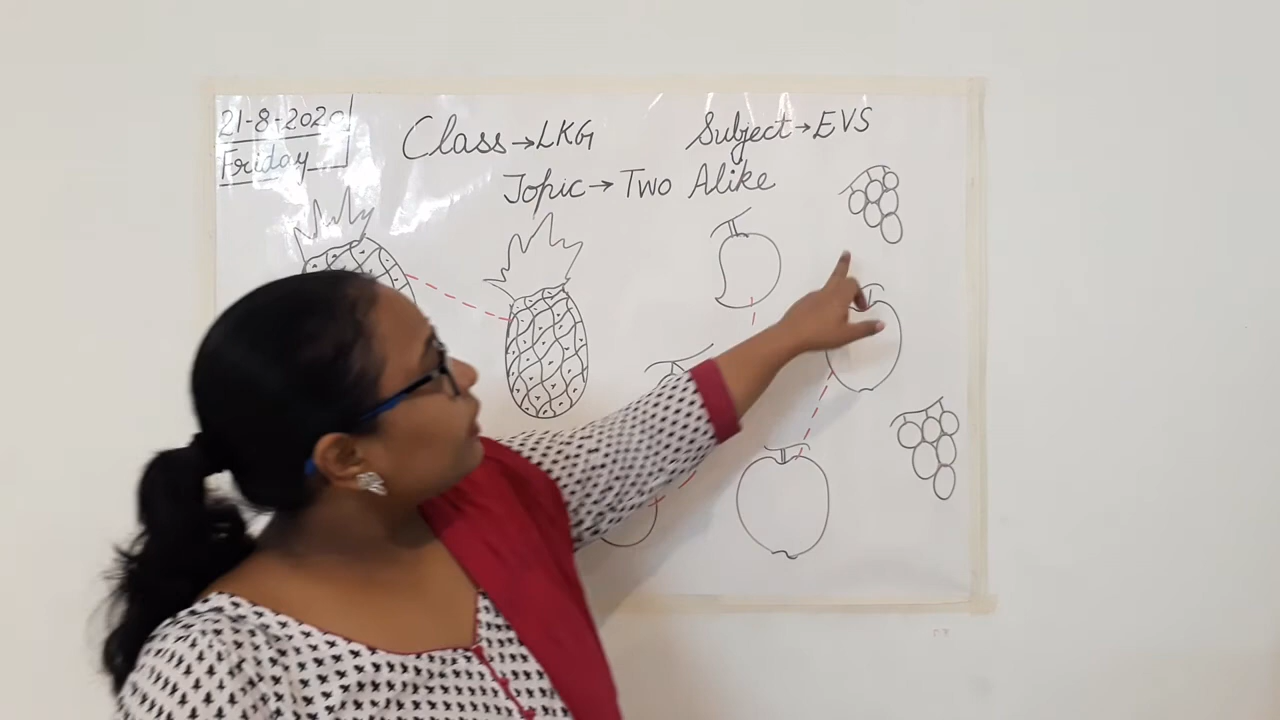 21-8-2020
Friday
Class→LKG
Subject→EVS
Topic→Two Alike